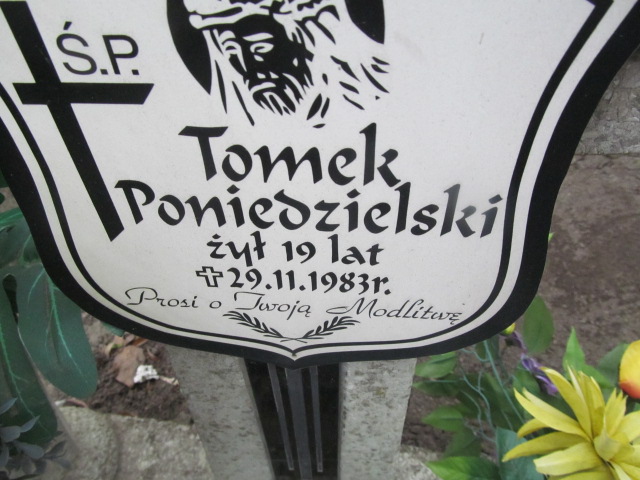 Ś.P.
Tomek
Poniedzielski
żył 19 lat
✝29.11.1983r.
Prosi o Twoją Modlitwę